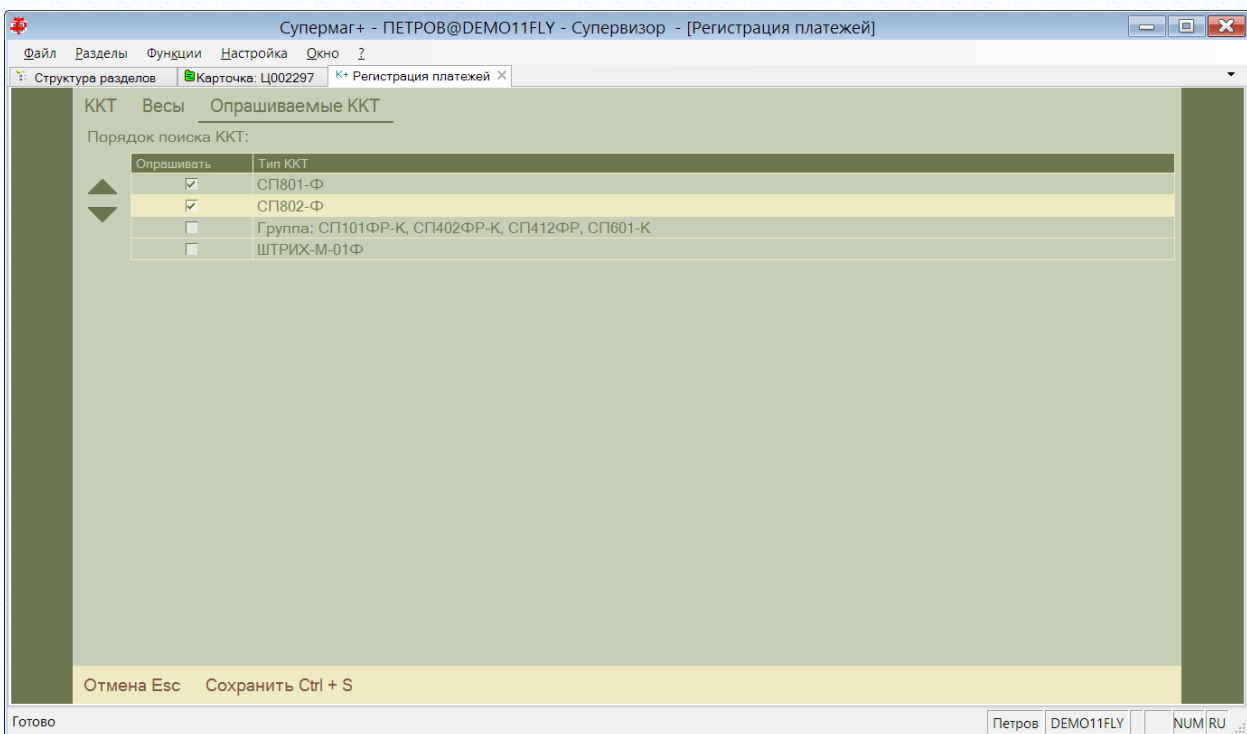 Супермаг+ - ПЕТРОВ@DEMO11FLY - Супервизор - [Регистрация платежей]
Файл Разделы Функции Настройка Окно ?
Структура разделов Карточка: Ц002297 К+ Регистрация платежей
ККТ Весы Опрашиваемые ККТ
Порядок поиска ККТ:
Опрашивать Тип ККТ
СП801-Ф
СП802-Ф
Группа: СП101ФР-К, СП402ФР-К, СП412ФР, СП601-К
ШТРИХ-М-01Ф
Отмена Esc Сохранить Ctrl + S
Готово Петров DEMO11FLY NUM RU